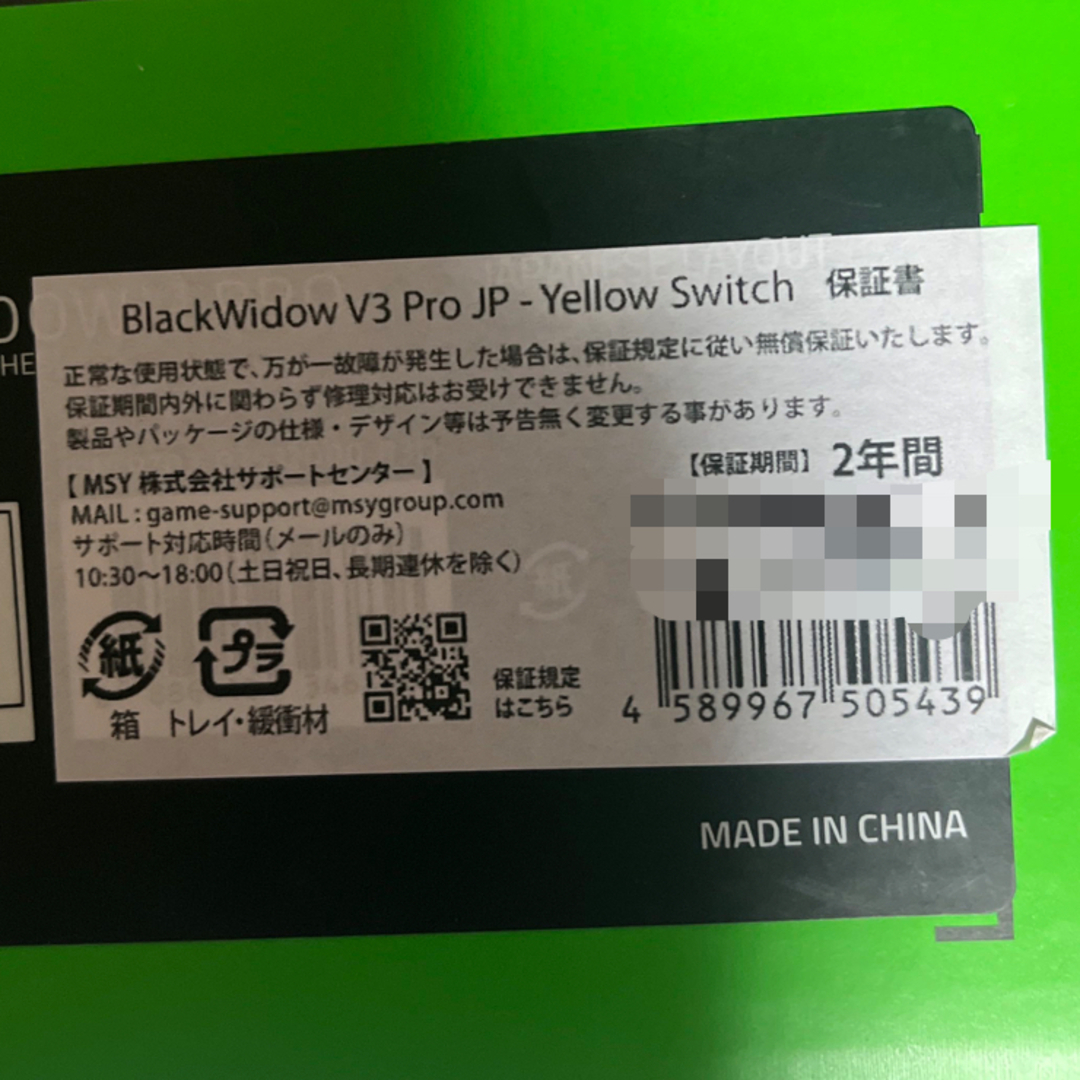 JAPANESE LAYOUT
BlackWidow V3 Pro JP - Yellow Switch 保証書
正常な使用状態で、万が一故障が発生した場合は、保証規定に従い無償保証いたします。
保証期間内外に関わらず修理対応はお受けできません。
製品やパッケージの仕様・デザイン等は予告無く変更する事があります。
【保証期間】 2年間
【 MSY 株式会社サポートセンター 】
MAIL : game-support@msygroup.com
サポート対応時間（メールのみ）
10:30～18:00（土日祝日、長期連休を除く）
紙
プラ
箱 トレイ・緩衝材
保証規定
はこちら
4 589967 505439
MADE IN CHINA